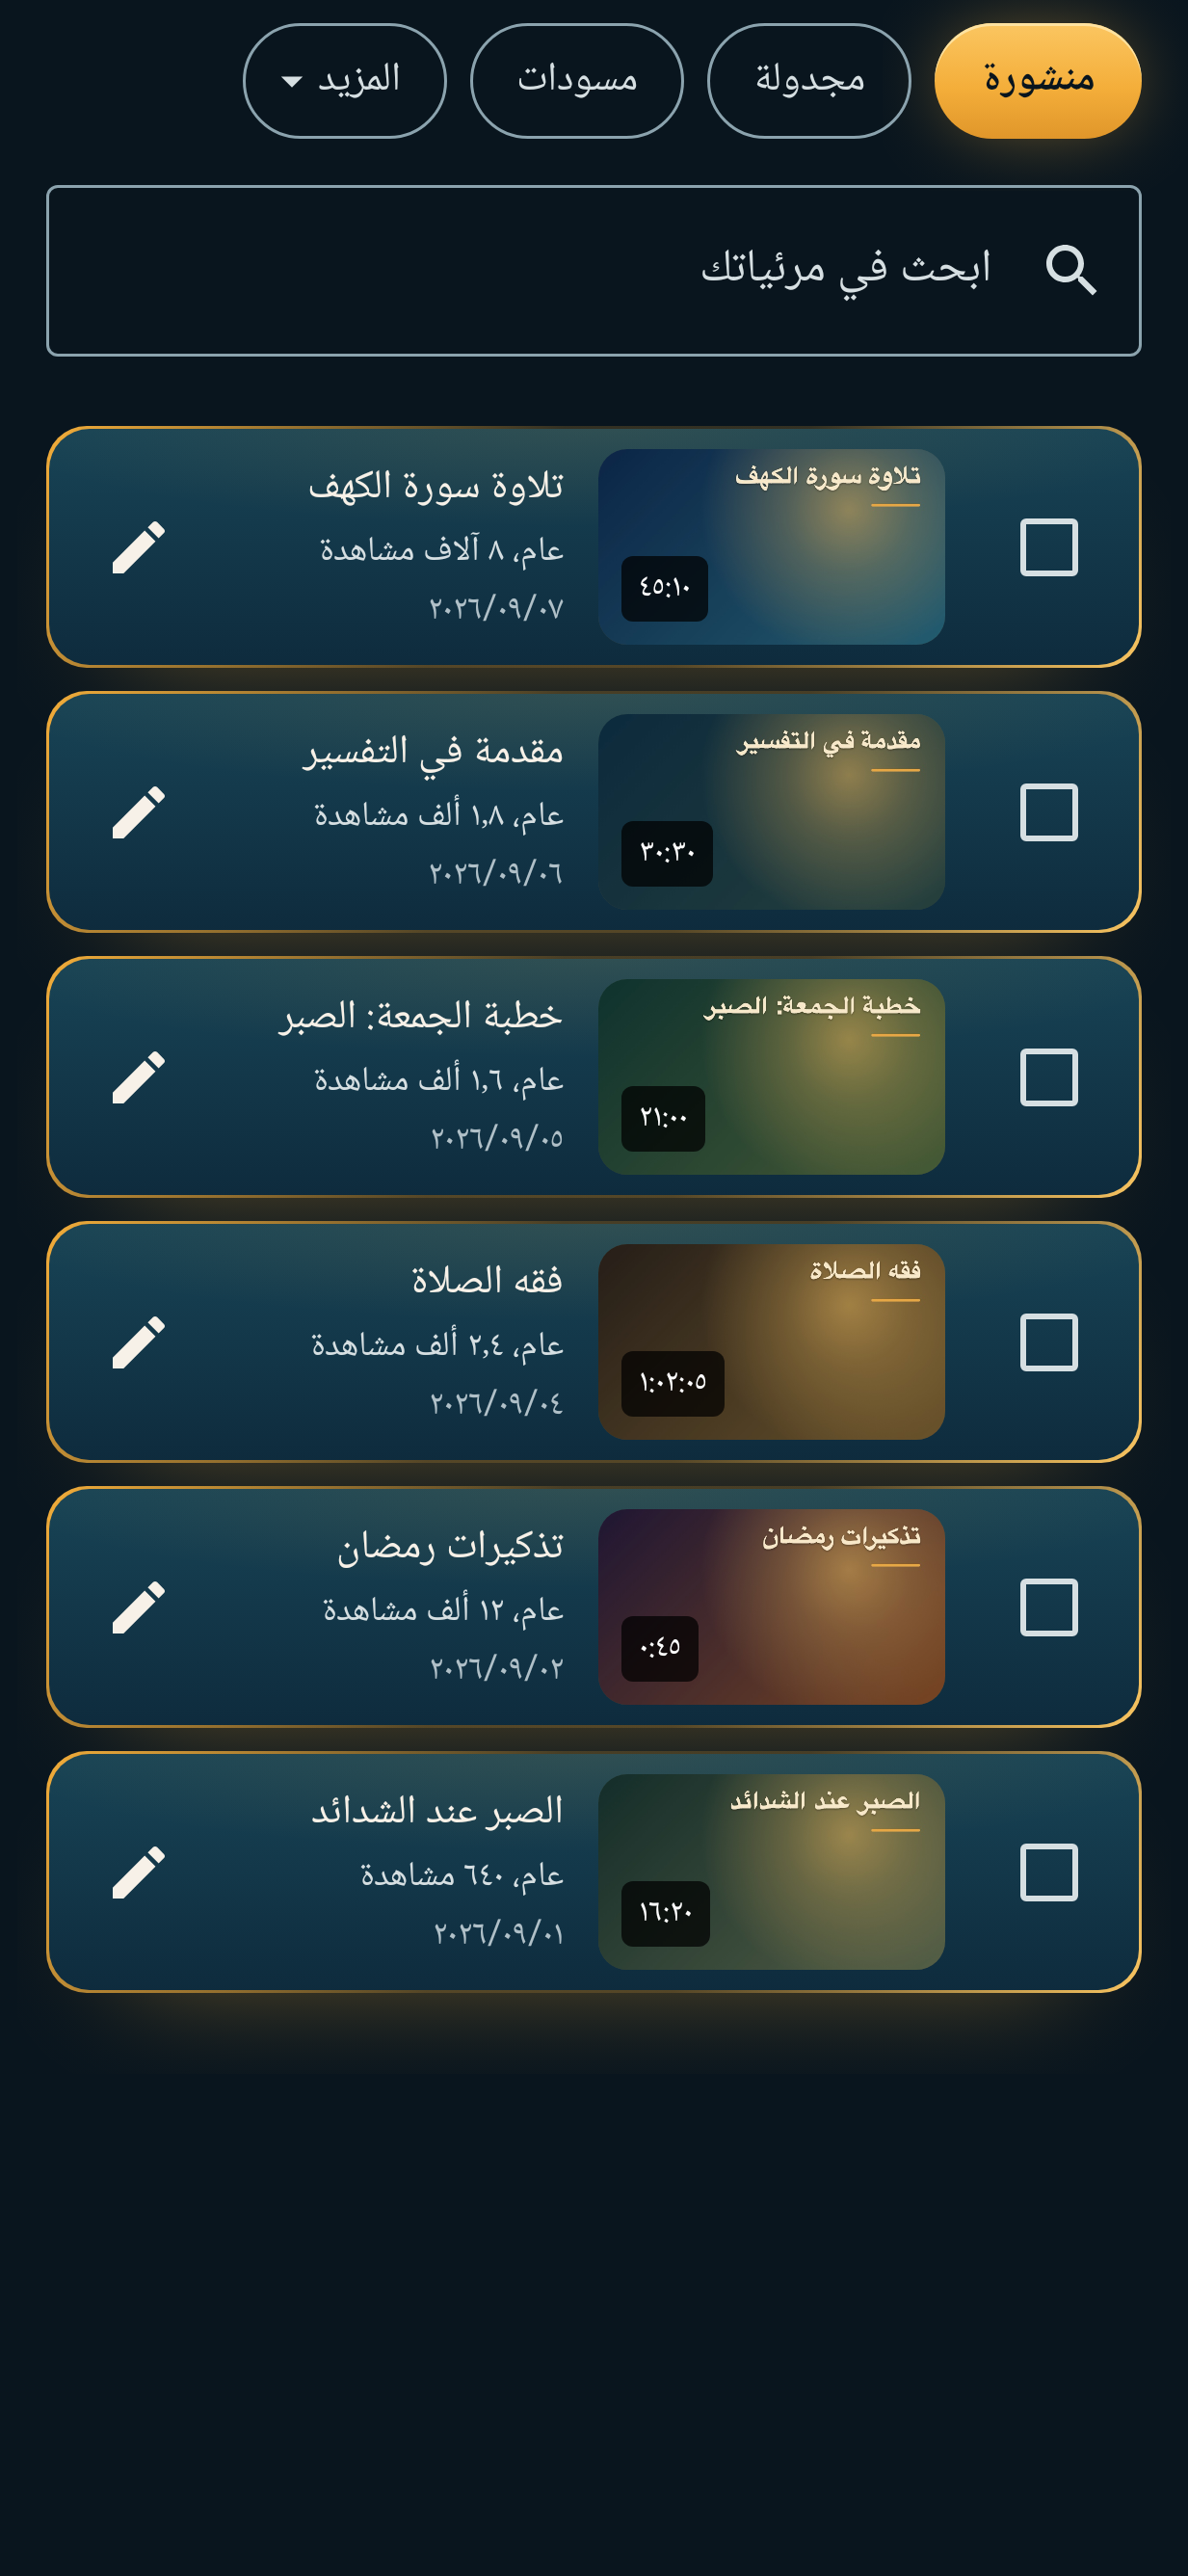 منشورة
مجدولة
مسودات
المزيد
ابحث في مرئياتك
تلاوة سورة الكهف
٤٥:١٠
تلاوة سورة الكهف
عام، ٨ آلاف مشاهدة
٢٠٢٦/٠٩/٠٧
مقدمة في التفسير
٣٠:٣٠
مقدمة في التفسير
عام، ١,٨ ألف مشاهدة
٢٠٢٦/٠٩/٠٦
خطبة الجمعة: الصبر
٢١:٠٠
خطبة الجمعة: الصبر
عام، ١,٦ ألف مشاهدة
٢٠٢٦/٠٩/٠٥
فقه الصلاة
١:٠٢:٠٥
فقه الصلاة
عام، ٢,٤ ألف مشاهدة
٢٠٢٦/٠٩/٠٤
تذكيرات رمضان
٠:٤٥
تذكيرات رمضان
عام، ١٢ ألف مشاهدة
٢٠٢٦/٠٩/٠٢
الصبر عند الشدائد
١٦:٢٠
الصبر عند الشدائد
عام، ٦٤٠ مشاهدة
٢٠٢٦/٠٩/٠١